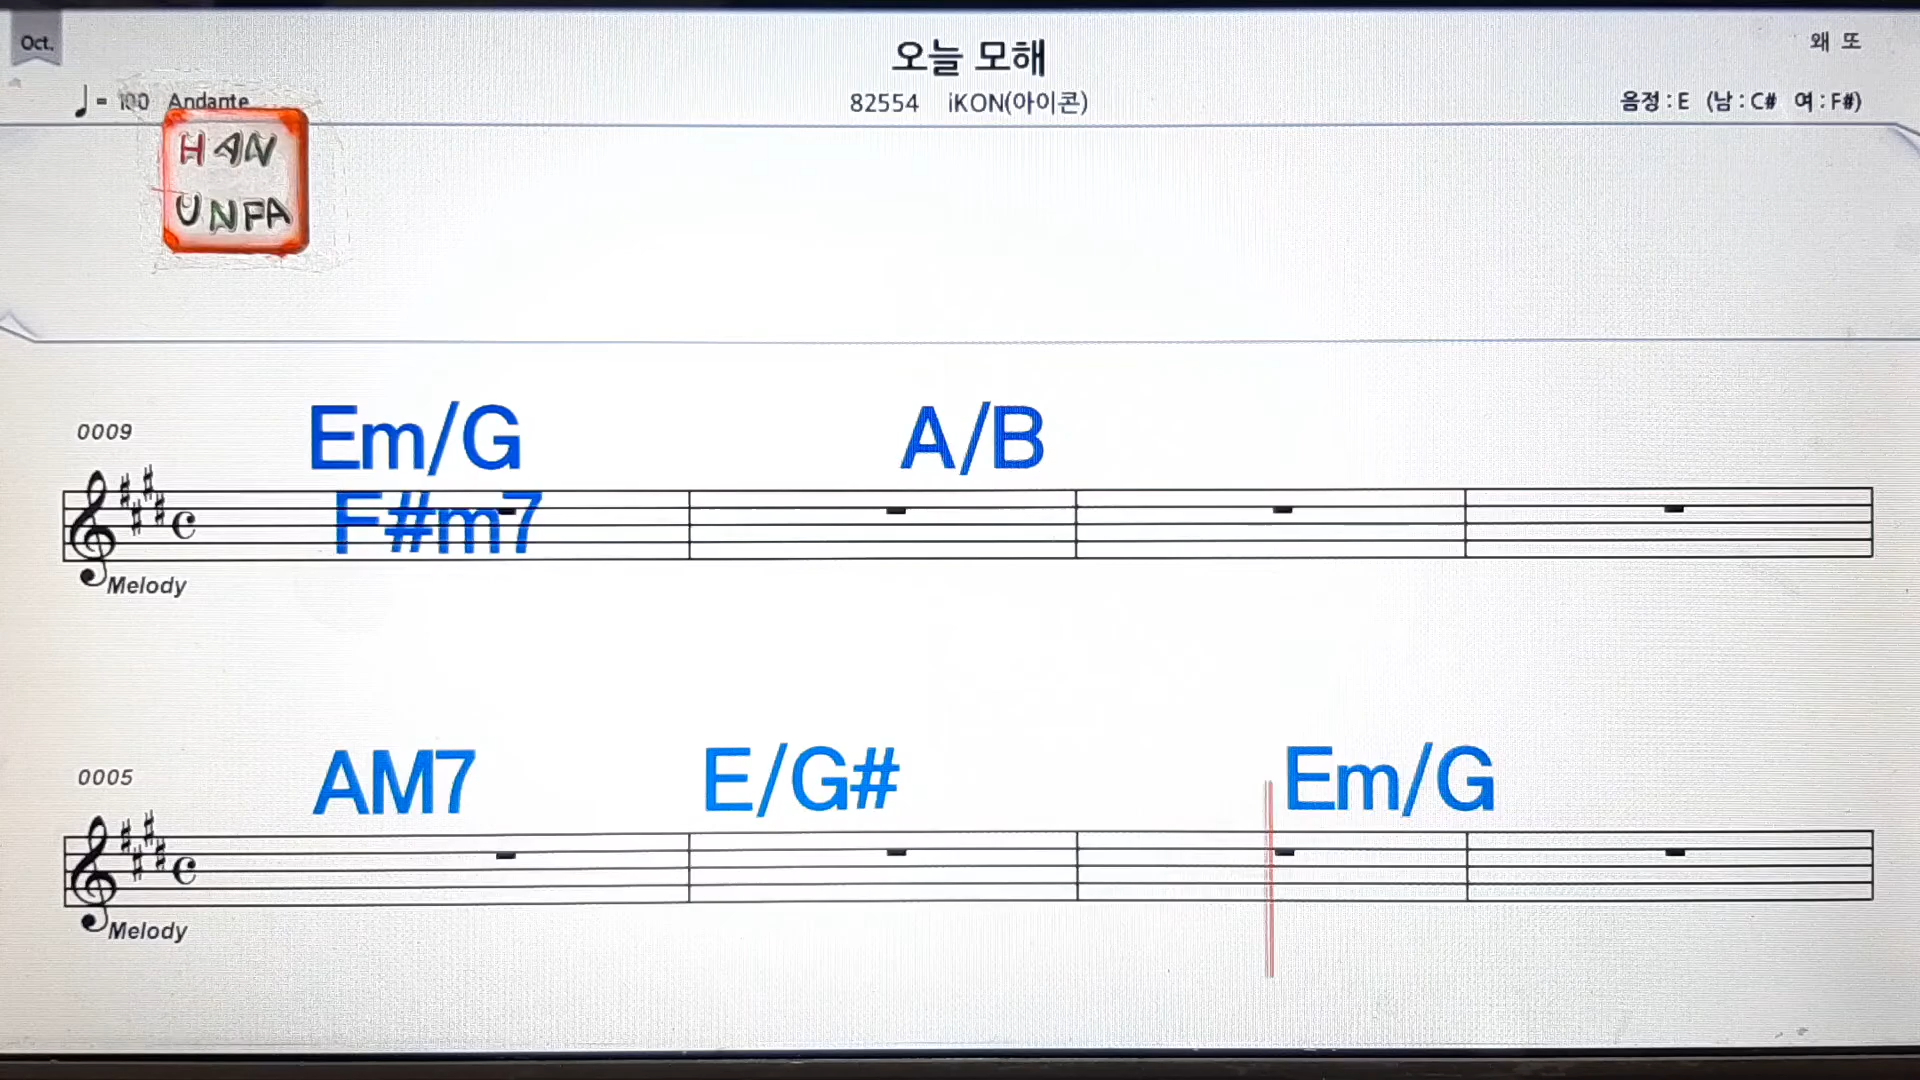 Oct.
오늘 모해
왜 또
♩= 100 Andante
82554 iKON(아이콘)
음정 : E (남 : C# 여 : F#)
HAN
UNFA
0009
Em/G
A/B
F#m7
Melody
0005
AM7
E/G#
Em/G
Melody